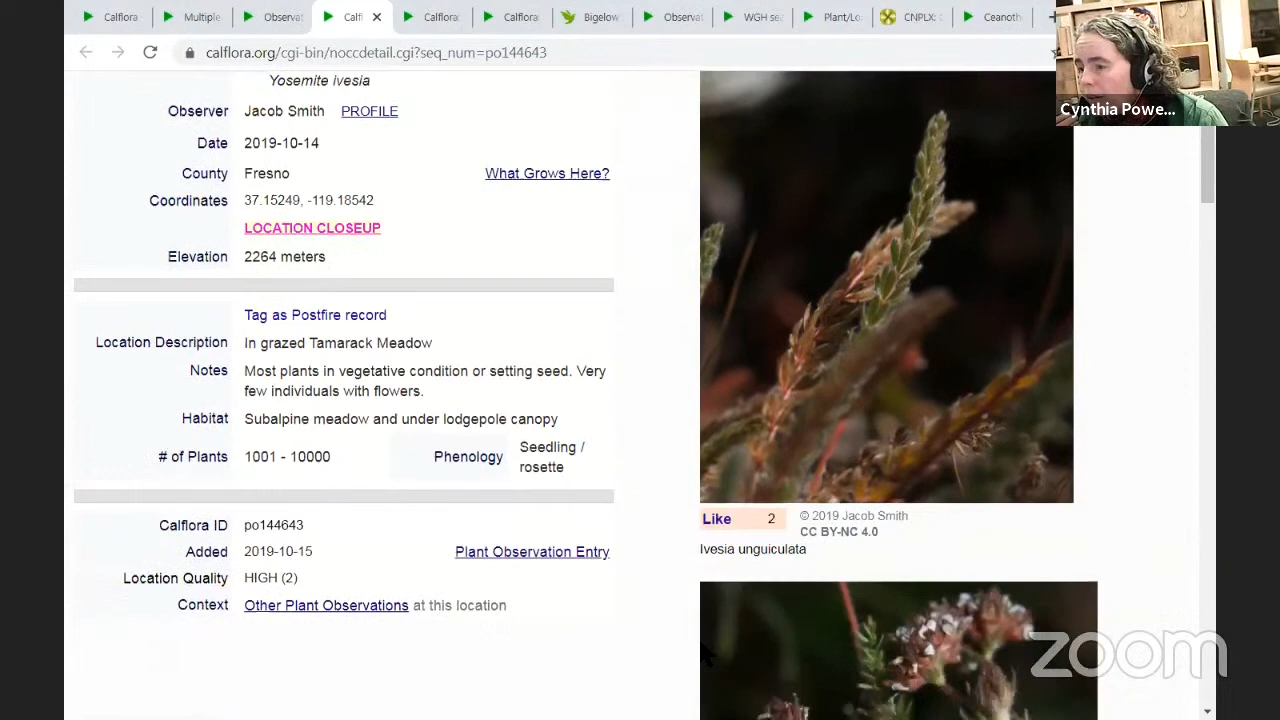 Calflora
Multiple
Observat
Calf
Calflora:
Calflora:
Bigelow
Observat
WGH se
Plant/Lo
CNPLX:
Ceanoth
calflora.org/cgi-bin/noccdetail.cgi?seq_num=po144643
Cynthia Powe...
Yosemite ivesia
Observer Jacob Smith PROFILE
Date 2019-10-14
County Fresno What Grows Here?
Coordinates 37.15249, -119.18542
LOCATION CLOSEUP
Elevation 2264 meters
Tag as Postfire record
Location Description In grazed Tamarack Meadow
Notes Most plants in vegetative condition or setting seed. Very
few individuals with flowers.
Habitat Subalpine meadow and under lodgepole canopy
# of Plants 1001 - 10000 Phenology Seedling /
rosette
Calflora ID po144643
Added 2019-10-15 Plant Observation Entry
Location Quality HIGH (2)
Context Other Plant Observations at this location
Like 2 © 2019 Jacob Smith
CC BY-NC 4.0
Ivesia unguiculata
zoom